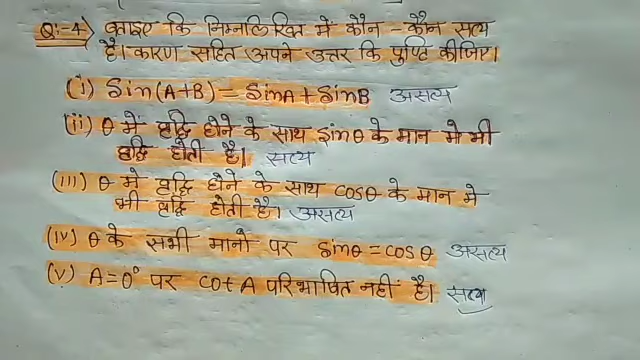 Q:-4) बताइए कि निम्नलिखित में कौन-कौन सत्य
है। कारण सहित अपने उत्तर कि पुष्टि कीजिए।
(i) Sin(A+B) = SinA + SinB असत्य
(ii) θ में वृद्धि होने के साथ sinθ के मान मे भी
वृद्धि होती है। सत्य
(iii) θ मे वृद्धि होने के साथ cosθ के मान मे
भी वृद्धि होती है। असत्य
(iv) θ के सभी मानो पर sinθ = cosθ असत्य
(v) A=0° पर cot A परिभाषित नहीं है। सत्य